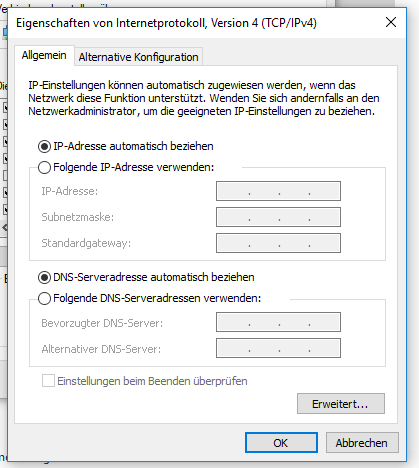 Eigenschaften von Internetprotokoll, Version 4 (TCP/IPv4)
Allgemein
Alternative Konfiguration
IP-Einstellungen können automatisch zugewiesen werden, wenn das
Netzwerk diese Funktion unterstützt. Wenden Sie sich andernfalls an den
Netzwerkadministrator, um die geeigneten IP-Einstellungen zu beziehen.
IP-Adresse automatisch beziehen
Folgende IP-Adresse verwenden:
IP-Adresse:
Subnetzmaske:
Standardgateway:
DNS-Serveradresse automatisch beziehen
Folgende DNS-Serveradressen verwenden:
Bevorzugter DNS-Server:
Alternativer DNS-Server:
Einstellungen beim Beenden überprüfen
Erweitert...
OK
Abbrechen